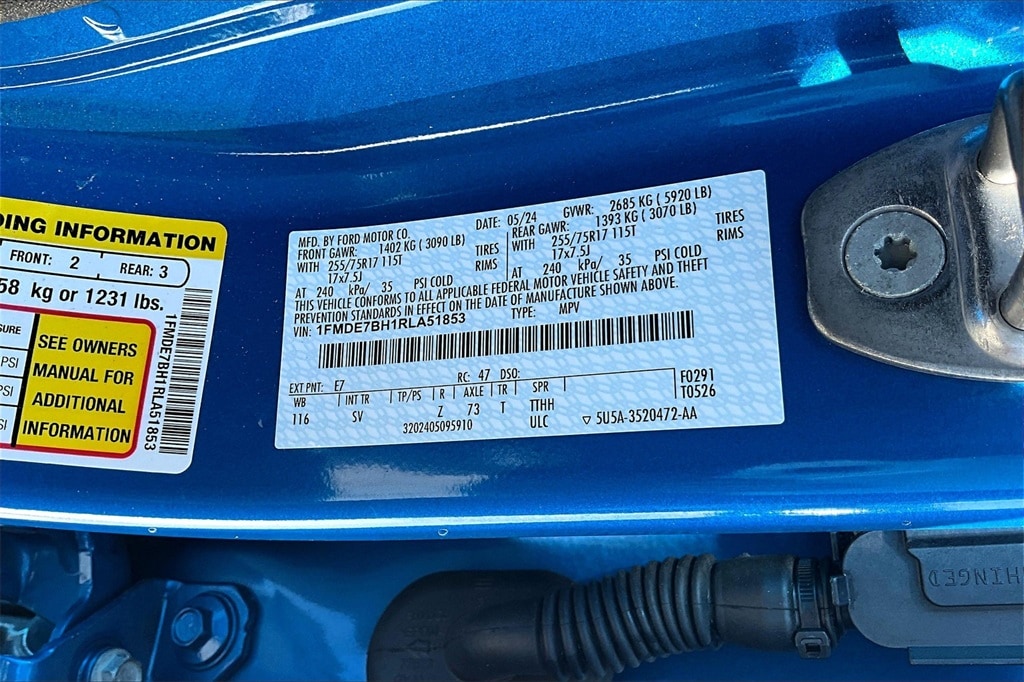 DING INFORMATION
FRONT: 2 REAR: 3
58 kg or 1231 lbs.
SURE
PSI
PSI
PSI
SEE OWNERS
MANUAL FOR
ADDITIONAL
INFORMATION
1FMDE7BH1RLA51853
MFD. BY FORD MOTOR CO. DATE: 05/24 GVWR: 2685 KG ( 5920 LB)
FRONT GAWR: 1402 KG ( 3090 LB) REAR GAWR: 1393 KG ( 3070 LB)
WITH 255/75R17 115T TIRES WITH 255/75R17 115T TIRES
17x7.5J RIMS 17x7.5J RIMS
AT 240 kPa/ 35 PSI COLD AT 240 kPa/ 35 PSI COLD
THIS VEHICLE CONFORMS TO ALL APPLICABLE FEDERAL MOTOR VEHICLE SAFETY AND THEFT
PREVENTION STANDARDS IN EFFECT ON THE DATE OF MANUFACTURE SHOWN ABOVE.
VIN: 1FMDE7BH1RLA51853 TYPE: MPV
EXT PNT: E7 RC: 47 DSO: F0291
WB INT TR TP/PS R AXLE TR SPR T0526
116 SV Z 73 T TTHH
3202405095910 ULC ▽ 5U5A-3520472-AA
HINGED